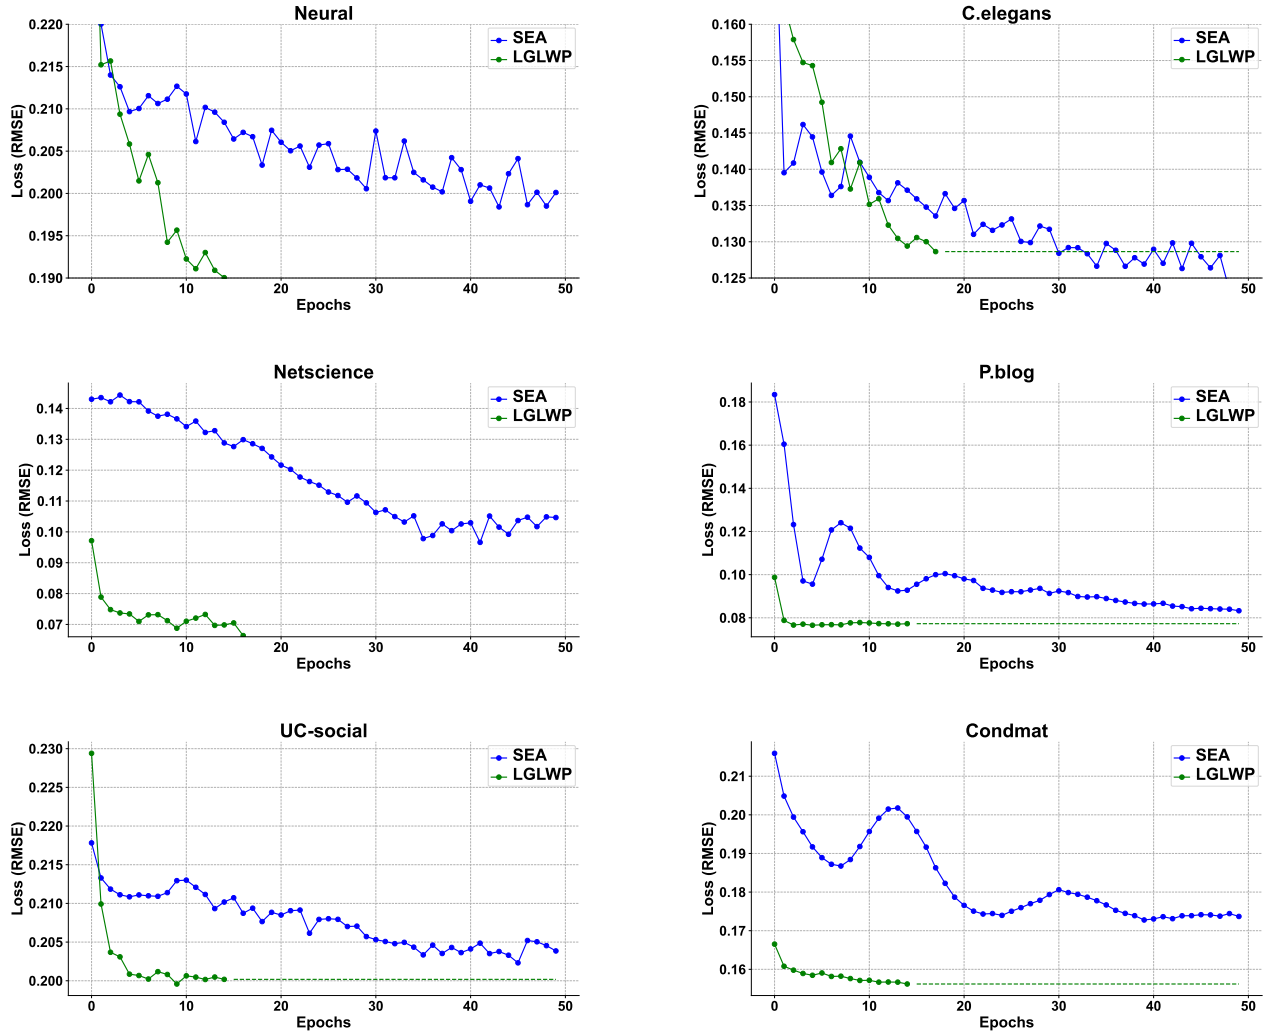 Neural
0.220
0.215
0.210
0.205
0.200
0.195
0.190
Loss (RMSE)
SEA
LGLWP
0 10 20 30 40 50
Epochs
C.elegans
0.160
0.155
0.150
0.145
0.140
0.135
0.130
0.125
Loss (RMSE)
SEA
LGLWP
0 10 20 30 40 50
Epochs
Netscience
0.14
0.13
0.12
0.11
0.10
0.09
0.08
0.07
Loss (RMSE)
SEA
LGLWP
0 10 20 30 40 50
Epochs
P.blog
0.18
0.16
0.14
0.12
0.10
0.08
Loss (RMSE)
SEA
LGLWP
0 10 20 30 40 50
Epochs
UC-social
0.230
0.225
0.220
0.215
0.210
0.205
0.200
Loss (RMSE)
SEA
LGLWP
0 10 20 30 40 50
Epochs
Condmat
0.21
0.20
0.19
0.18
0.17
0.16
Loss (RMSE)
SEA
LGLWP
0 10 20 30 40 50
Epochs